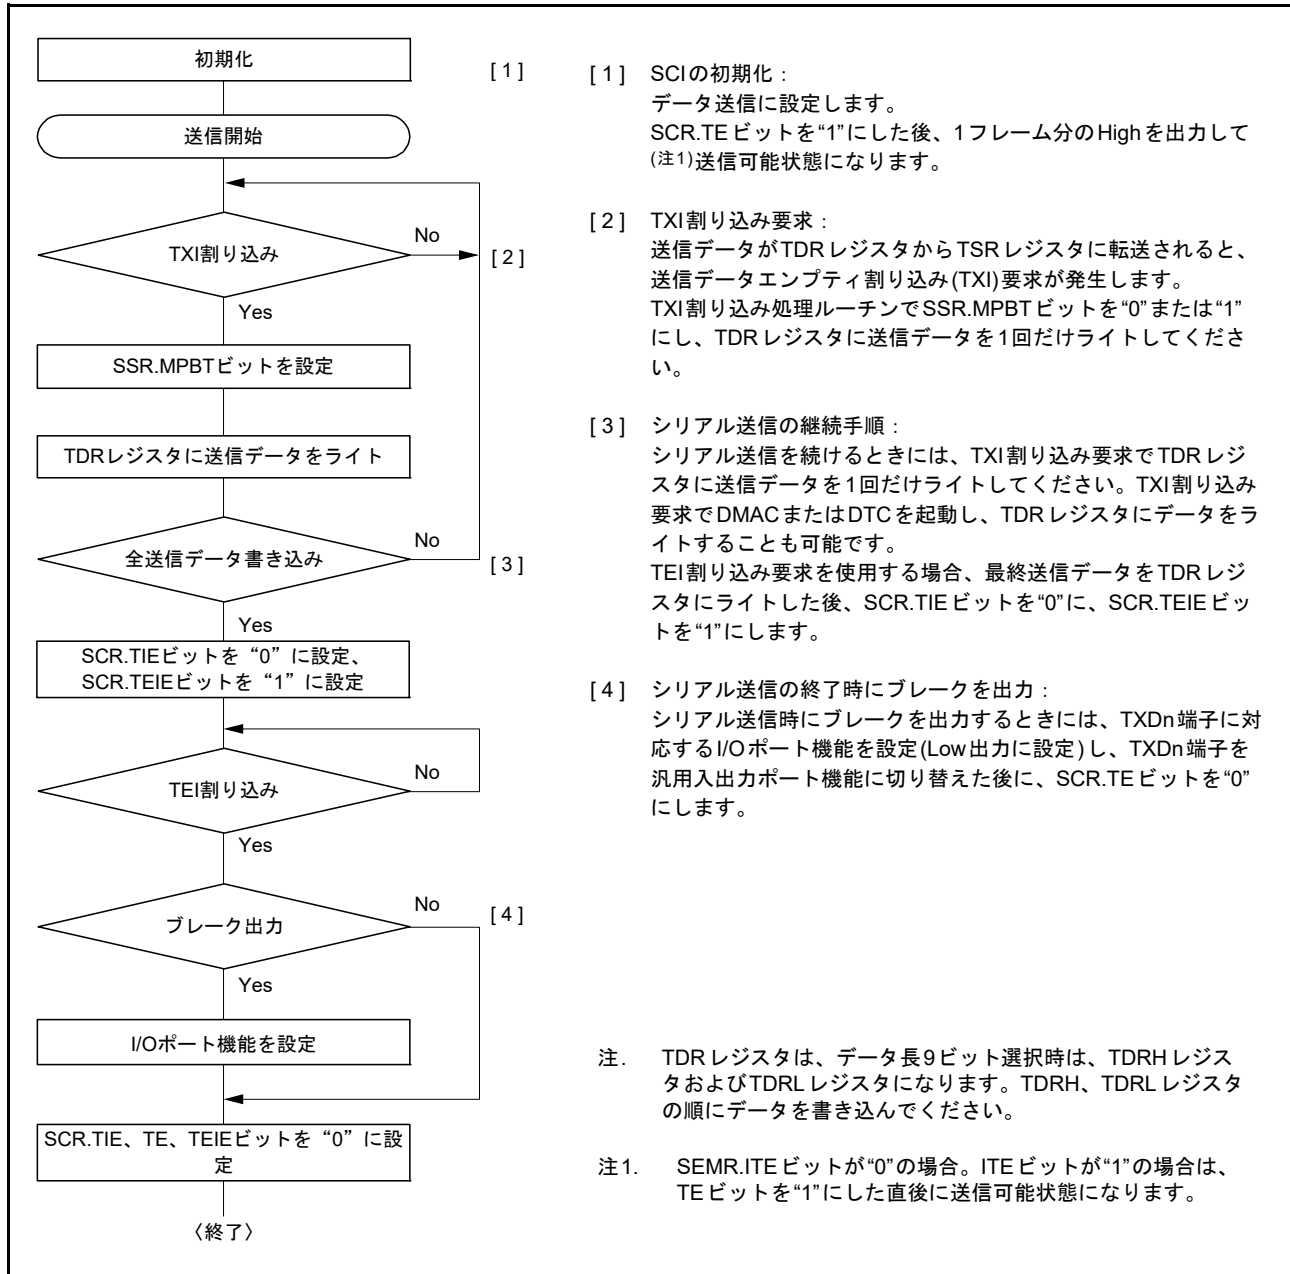 初期化
[ 1 ]
送信開始
TXI割り込み
No
[ 2 ]
Yes
SSR.MPBTビットを設定
TDRレジスタに送信データをライト
全送信データ書き込み
No
[ 3 ]
Yes
SCR.TIEビットを“0”に設定、
SCR.TEIEビットを“1”に設定
TEI割り込み
No
Yes
ブレーク出力
No
[ 4 ]
Yes
I/Oポート機能を設定
SCR.TIE、TE、TEIEビットを“0”に設
定
〈終了〉
[ 1 ] SCIの初期化：
データ送信に設定します。
SCR.TEビットを“1”にした後、1フレーム分のHighを出力して
(注1)送信可能状態になります。
[ 2 ] TXI割り込み要求：
送信データがTDRレジスタからTSRレジスタに転送されると、
送信データエンプティ割り込み(TXI)要求が発生します。
TXI割り込み処理ルーチンでSSR.MPBTビットを“0”または“1”
にし、TDRレジスタに送信データを1回だけライトしてくださ
い。
[ 3 ] シリアル送信の継続手順：
シリアル送信を続けるときには、TXI割り込み要求でTDRレジ
スタに送信データを1回だけライトしてください。TXI割り込み
要求でDMACまたはDTCを起動し、TDRレジスタにデータをラ
イトすることも可能です。
TEI割り込み要求を使用する場合、最終送信データをTDRレジ
スタにライトした後、SCR.TIEビットを“0”に、SCR.TEIEビッ
トを“1”にします。
[ 4 ] シリアル送信の終了時にブレークを出力：
シリアル送信時にブレークを出力するときには、TXDn端子に対
応するI/Oポート機能を設定(Low出力に設定)し、TXDn端子を
汎用入出力ポート機能に切り替えた後に、SCR.TEビットを“0”
にします。
注. TDRレジスタは、データ長9ビット選択時は、TDRHレジス
タおよびTDRLレジスタになります。TDRH、TDRLレジスタ
の順にデータを書き込んでください。
注1. SEMR.ITEビットが“0”の場合。ITEビットが“1”の場合は、
TEビットを“1”にした直後に送信可能状態になります。